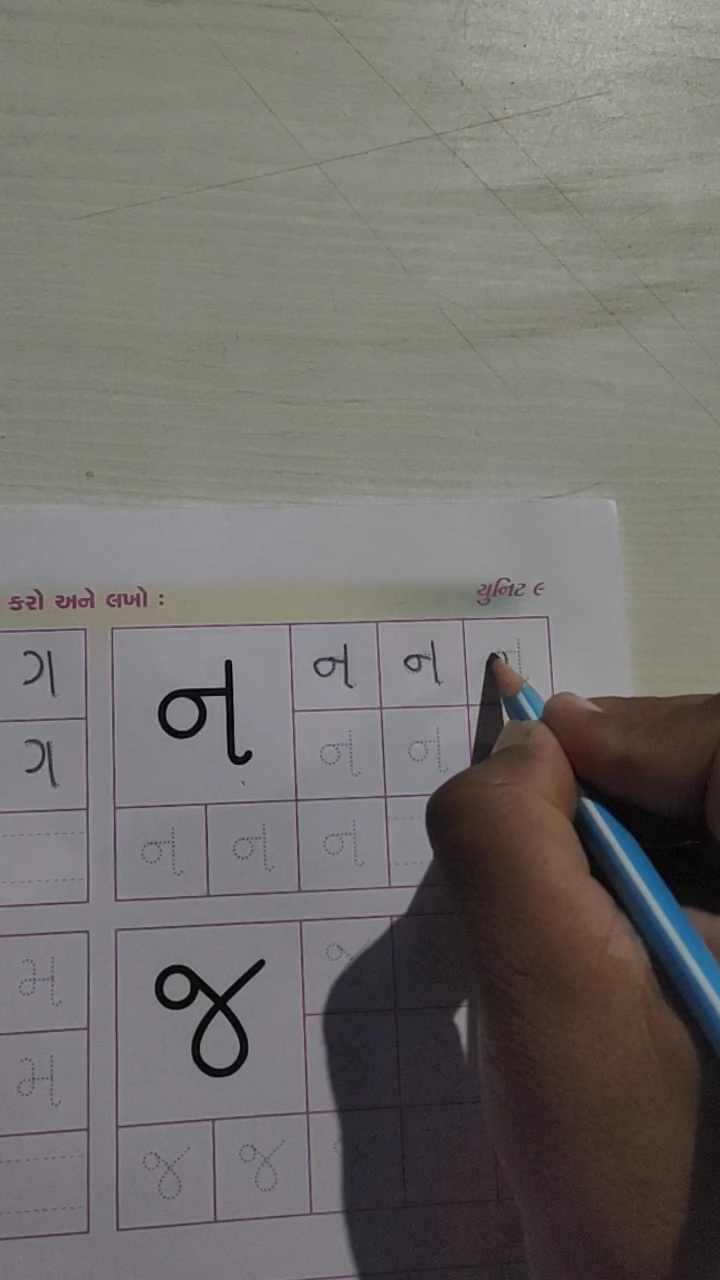 કરો અને લખો : યુનિટ ૯
ગ ન ન ન ન
ગ ન ન
ન ન ન
મ જ જ
મ
જ જ